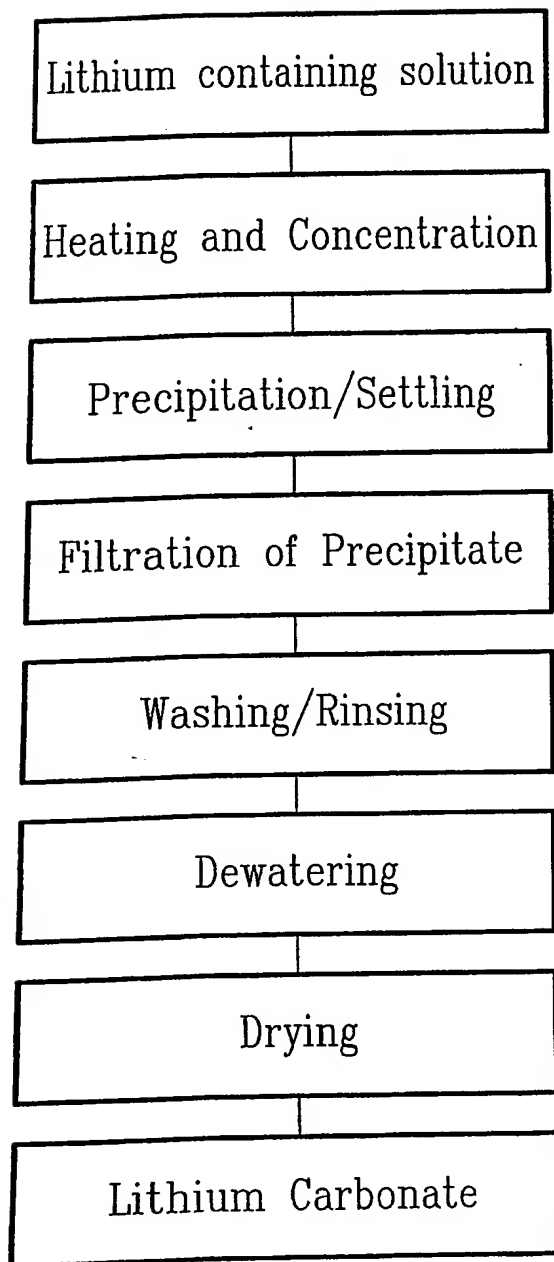 Lithium containing solution
Heating and Concentration
Precipitation/Settling
Filtration of Precipitate
Washing/Rinsing
Dewatering
Drying
Lithium Carbonate